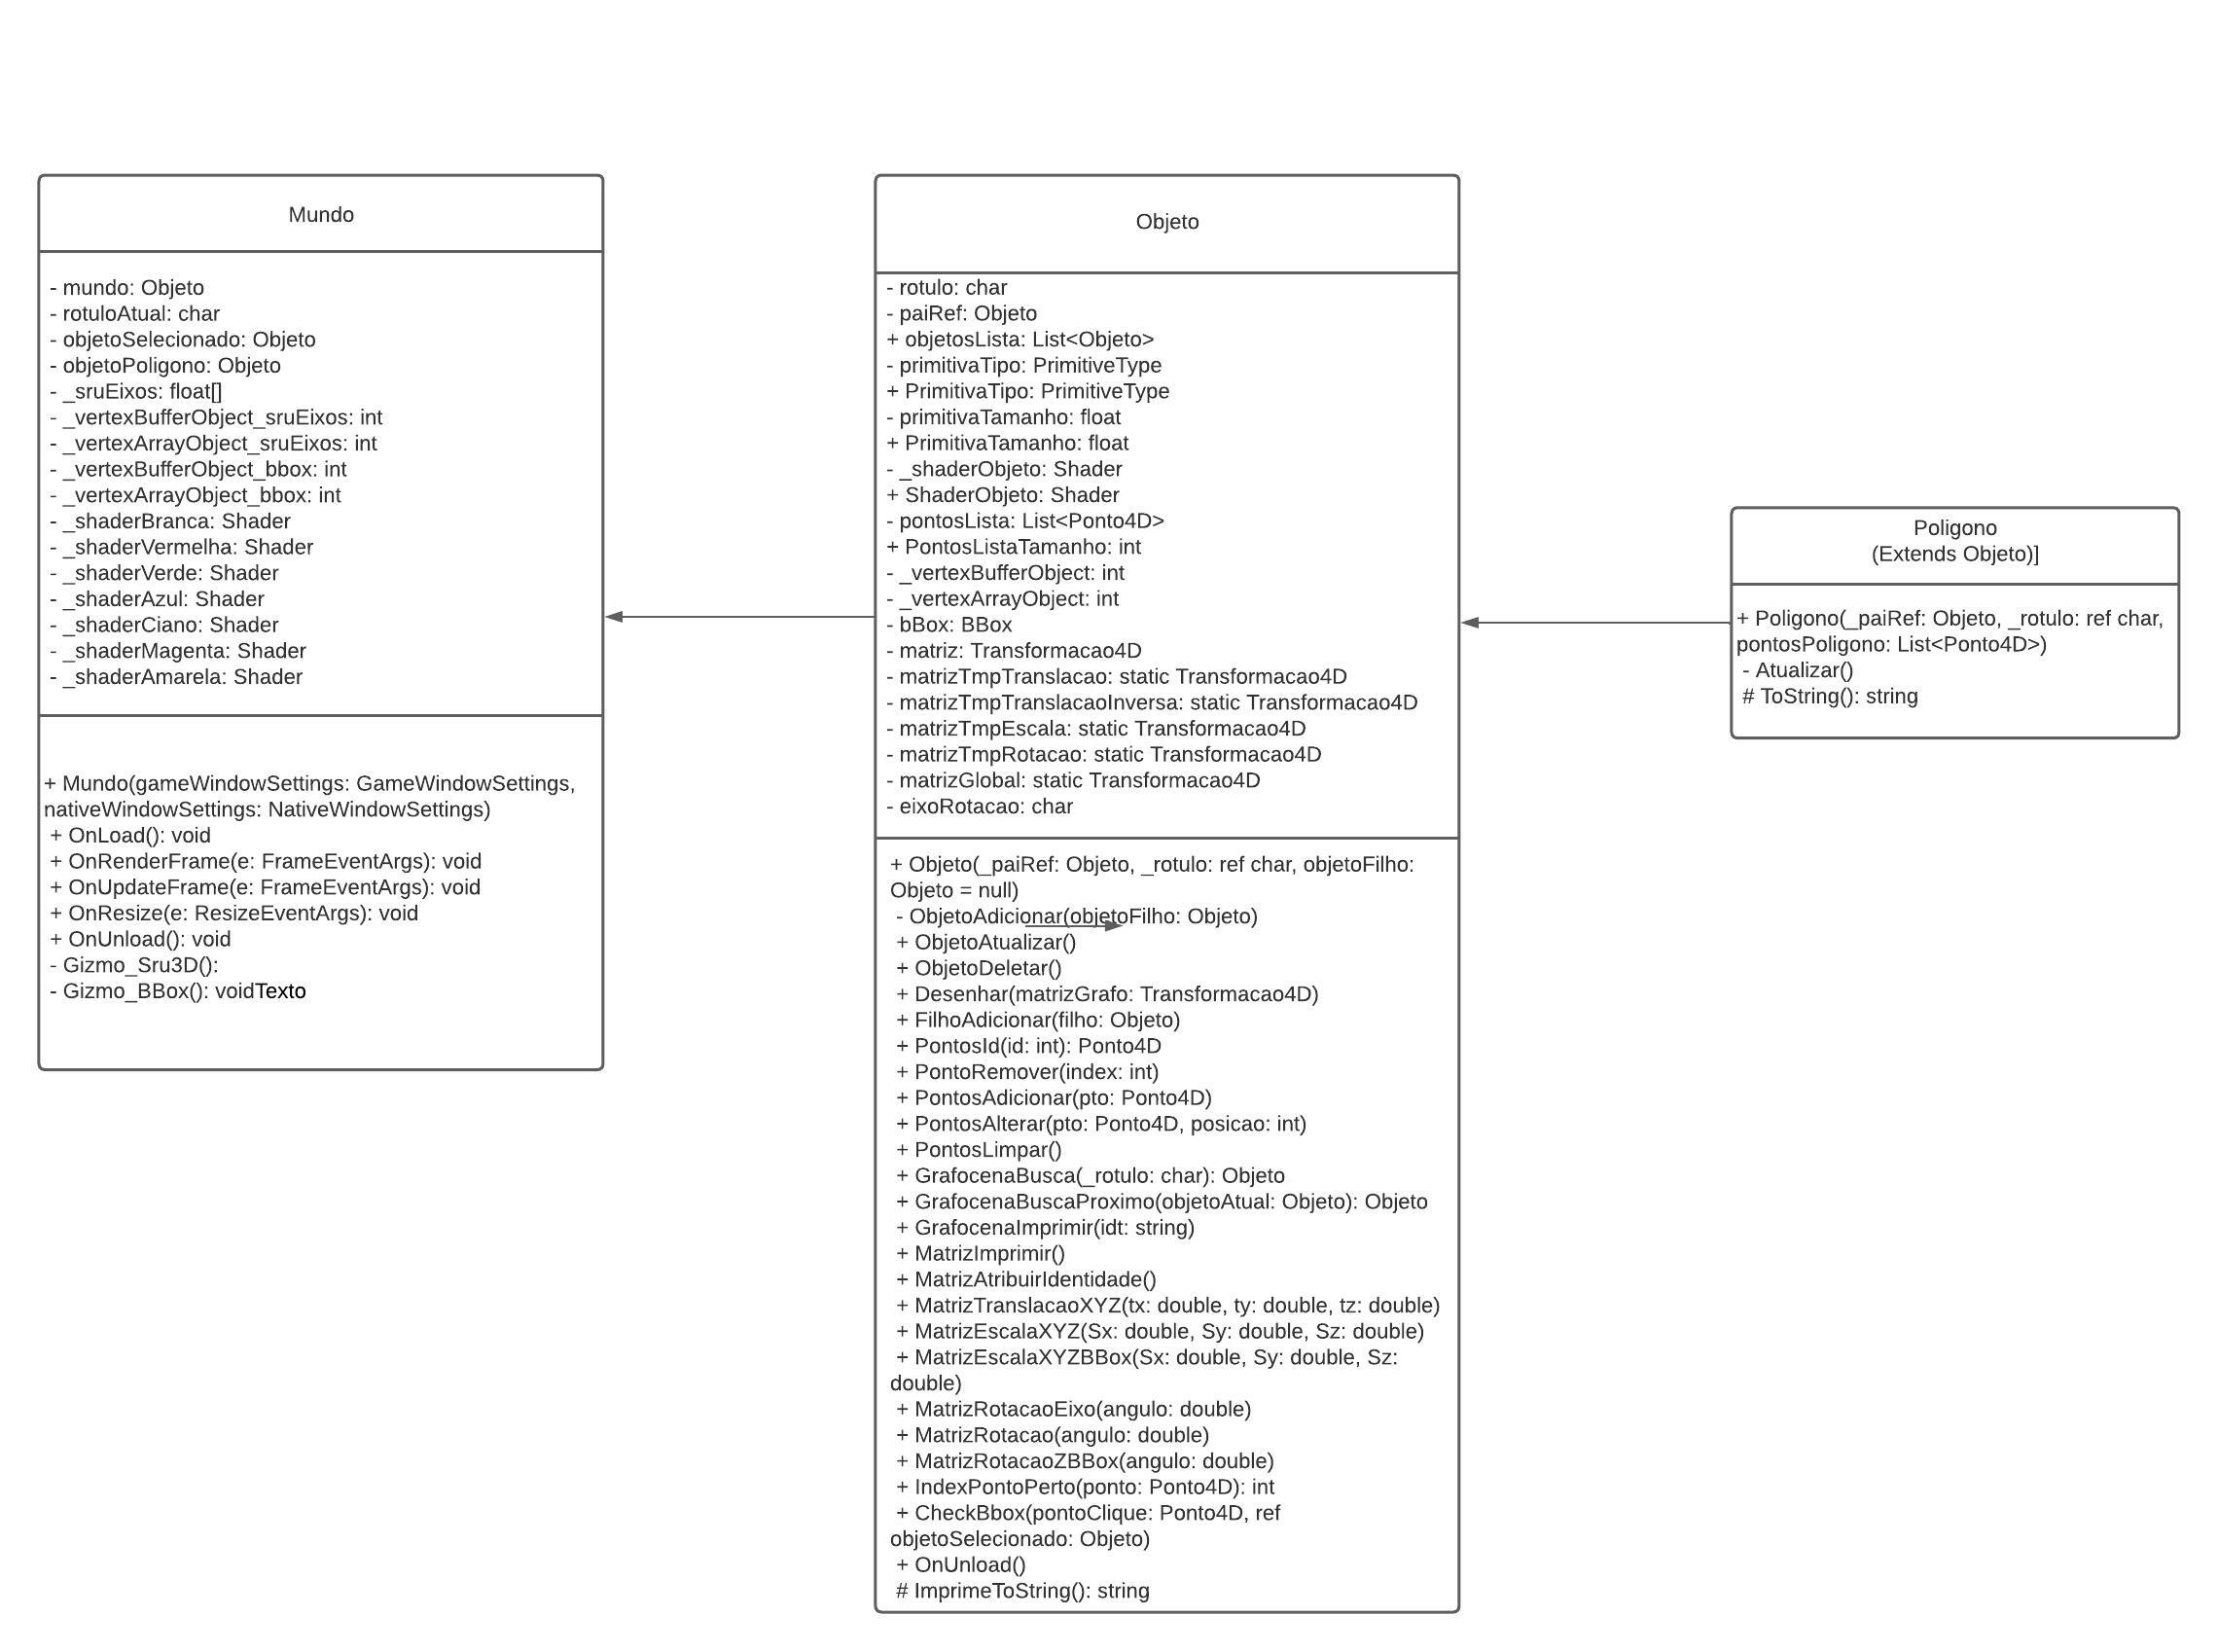 Mundo
- mundo: Objeto
- rotuloAtual: char
- objetoSelecionado: Objeto
- objetoPoligono: Objeto
- _sruEixos: float[]
- _vertexBufferObject_sruEixos: int
- _vertexArrayObject_sruEixos: int
- _vertexBufferObject_bbox: int
- _vertexArrayObject_bbox: int
- _shaderBranca: Shader
- _shaderVermelha: Shader
- _shaderVerde: Shader
- _shaderAzul: Shader
- _shaderCiano: Shader
- _shaderMagenta: Shader
- _shaderAmarela: Shader
+ Mundo(gameWindowSettings: GameWindowSettings,
nativeWindowSettings: NativeWindowSettings)
+ OnLoad(): void
+ OnRenderFrame(e: FrameEventArgs): void
+ OnUpdateFrame(e: FrameEventArgs): void
+ OnResize(e: ResizeEventArgs): void
+ OnUnload(): void
- Gizmo_Sru3D():
- Gizmo_BBox(): voidTexto
Objeto
- rotulo: char
- paiRef: Objeto
+ objetosLista: List<Objeto>
- primitivaTipo: PrimitiveType
+ PrimitivaTipo: PrimitiveType
- primitivaTamanho: float
+ PrimitivaTamanho: float
- _shaderObjeto: Shader
+ ShaderObjeto: Shader
- pontosLista: List<Ponto4D>
+ PontosListaTamanho: int
- _vertexBufferObject: int
- _vertexArrayObject: int
- bBox: BBox
- matriz: Transformacao4D
- matrizTmpTranslacao: static Transformacao4D
- matrizTmpTranslacaoInversa: static Transformacao4D
- matrizTmpEscala: static Transformacao4D
- matrizTmpRotacao: static Transformacao4D
- matrizGlobal: static Transformacao4D
- eixoRotacao: char
+ Objeto(_paiRef: Objeto, _rotulo: ref char, objetoFilho:
Objeto = null)
- ObjetoAdicionar(objetoFilho: Objeto)
+ ObjetoAtualizar()
+ ObjetoDeletar()
+ Desenhar(matrizGrafo: Transformacao4D)
+ FilhoAdicionar(filho: Objeto)
+ PontosId(id: int): Ponto4D
+ PontoRemover(index: int)
+ PontosAdicionar(pto: Ponto4D)
+ PontosAlterar(pto: Ponto4D, posicao: int)
+ PontosLimpar()
+ GrafocenaBusca(_rotulo: char): Objeto
+ GrafocenaBuscaProximo(objetoAtual: Objeto): Objeto
+ GrafocenaImprimir(idt: string)
+ MatrizImprimir()
+ MatrizAtribuirIdentidade()
+ MatrizTranslacaoXYZ(tx: double, ty: double, tz: double)
+ MatrizEscalaXYZ(Sx: double, Sy: double, Sz: double)
+ MatrizEscalaXYZBBox(Sx: double, Sy: double, Sz:
double)
+ MatrizRotacaoEixo(angulo: double)
+ MatrizRotacao(angulo: double)
+ MatrizRotacaoZBBox(angulo: double)
+ IndexPontoPerto(ponto: Ponto4D): int
+ CheckBbox(pontoClique: Ponto4D, ref
objetoSelecionado: Objeto)
+ OnUnload()
# ImprimeToString(): string
Poligono
(Extends Objeto)]
+ Poligono(_paiRef: Objeto, _rotulo: ref char,
pontosPoligono: List<Ponto4D>)
- Atualizar()
# ToString(): string